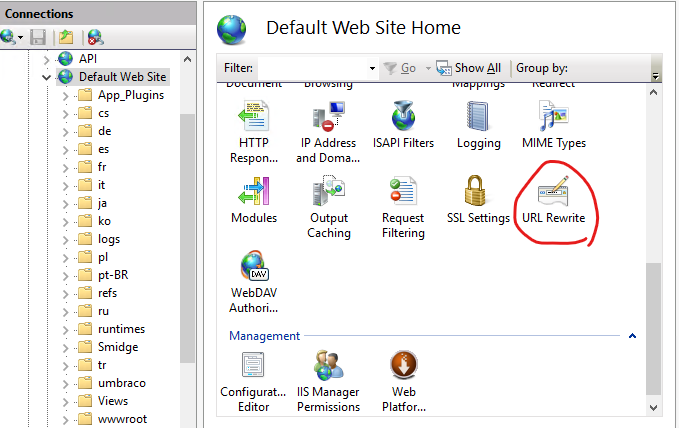 Connections
API
Default Web Site
App_Plugins
cs
de
es
fr
it
ja
ko
logs
pl
pt-BR
refs
ru
runtimes
Smidge
tr
umbraco
Views
wwwroot
Default Web Site Home
Filter: Go Show All Group by:
Document Browsing Mappings Redirect
HTTP Respon... IP Address and Doma... ISAPI Filters Logging MIME Types
Modules Output Caching Request Filtering SSL Settings URL Rewrite
DAV
WebDAV Authori...
Management
Configurat... Editor IIS Manager Permissions Web Platfor...